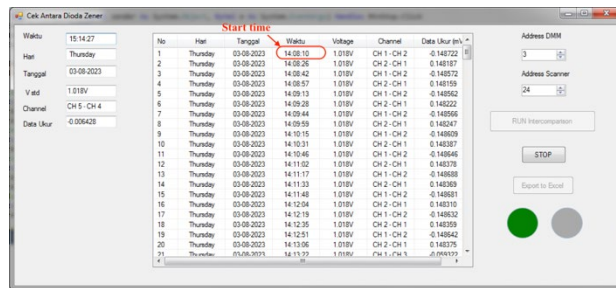 Cek Antara Dioda Zener
Start time
Waktu 15:14:27
Hari Thursday
Tanggal 03-08-2023
V std 1.018V
Channel CH 5 - CH 4
Data Ukur -0.006428
No Hari Tanggal Waktu Voltage Channel Data Ukur (mV
1 Thursday 03-08-2023 14:08:10 1.018V CH 1 - CH 2 -0.148722
2 Thursday 03-08-2023 14:08:26 1.018V CH 2 - CH 1 0.148187
3 Thursday 03-08-2023 14:08:42 1.018V CH 1 - CH 2 -0.148572
4 Thursday 03-08-2023 14:08:57 1.018V CH 2 - CH 1 0.148159
5 Thursday 03-08-2023 14:09:13 1.018V CH 1 - CH 2 -0.148562
6 Thursday 03-08-2023 14:09:28 1.018V CH 2 - CH 1 0.148222
7 Thursday 03-08-2023 14:09:44 1.018V CH 1 - CH 2 -0.148566
8 Thursday 03-08-2023 14:09:59 1.018V CH 2 - CH 1 0.148247
9 Thursday 03-08-2023 14:10:15 1.018V CH 1 - CH 2 -0.148609
10 Thursday 03-08-2023 14:10:31 1.018V CH 2 - CH 1 0.148387
11 Thursday 03-08-2023 14:10:46 1.018V CH 1 - CH 2 -0.148646
12 Thursday 03-08-2023 14:11:02 1.018V CH 2 - CH 1 0.148378
13 Thursday 03-08-2023 14:11:17 1.018V CH 1 - CH 2 -0.148688
14 Thursday 03-08-2023 14:11:33 1.018V CH 2 - CH 1 0.148369
15 Thursday 03-08-2023 14:11:48 1.018V CH 1 - CH 2 -0.148681
16 Thursday 03-08-2023 14:12:04 1.018V CH 2 - CH 1 0.148310
17 Thursday 03-08-2023 14:12:19 1.018V CH 1 - CH 2 -0.148632
18 Thursday 03-08-2023 14:12:35 1.018V CH 2 - CH 1 0.148359
19 Thursday 03-08-2023 14:12:51 1.018V CH 1 - CH 2 -0.148642
20 Thursday 03-08-2023 14:13:06 1.018V CH 2 - CH 1 0.148375
21 Thursday 03-08-2023 14:13:22 1.018V CH 1 - CH 3 -0.059322
Address DMM
3
Address Scanner
24
RUN Intercomparison
STOP
Export to Excel